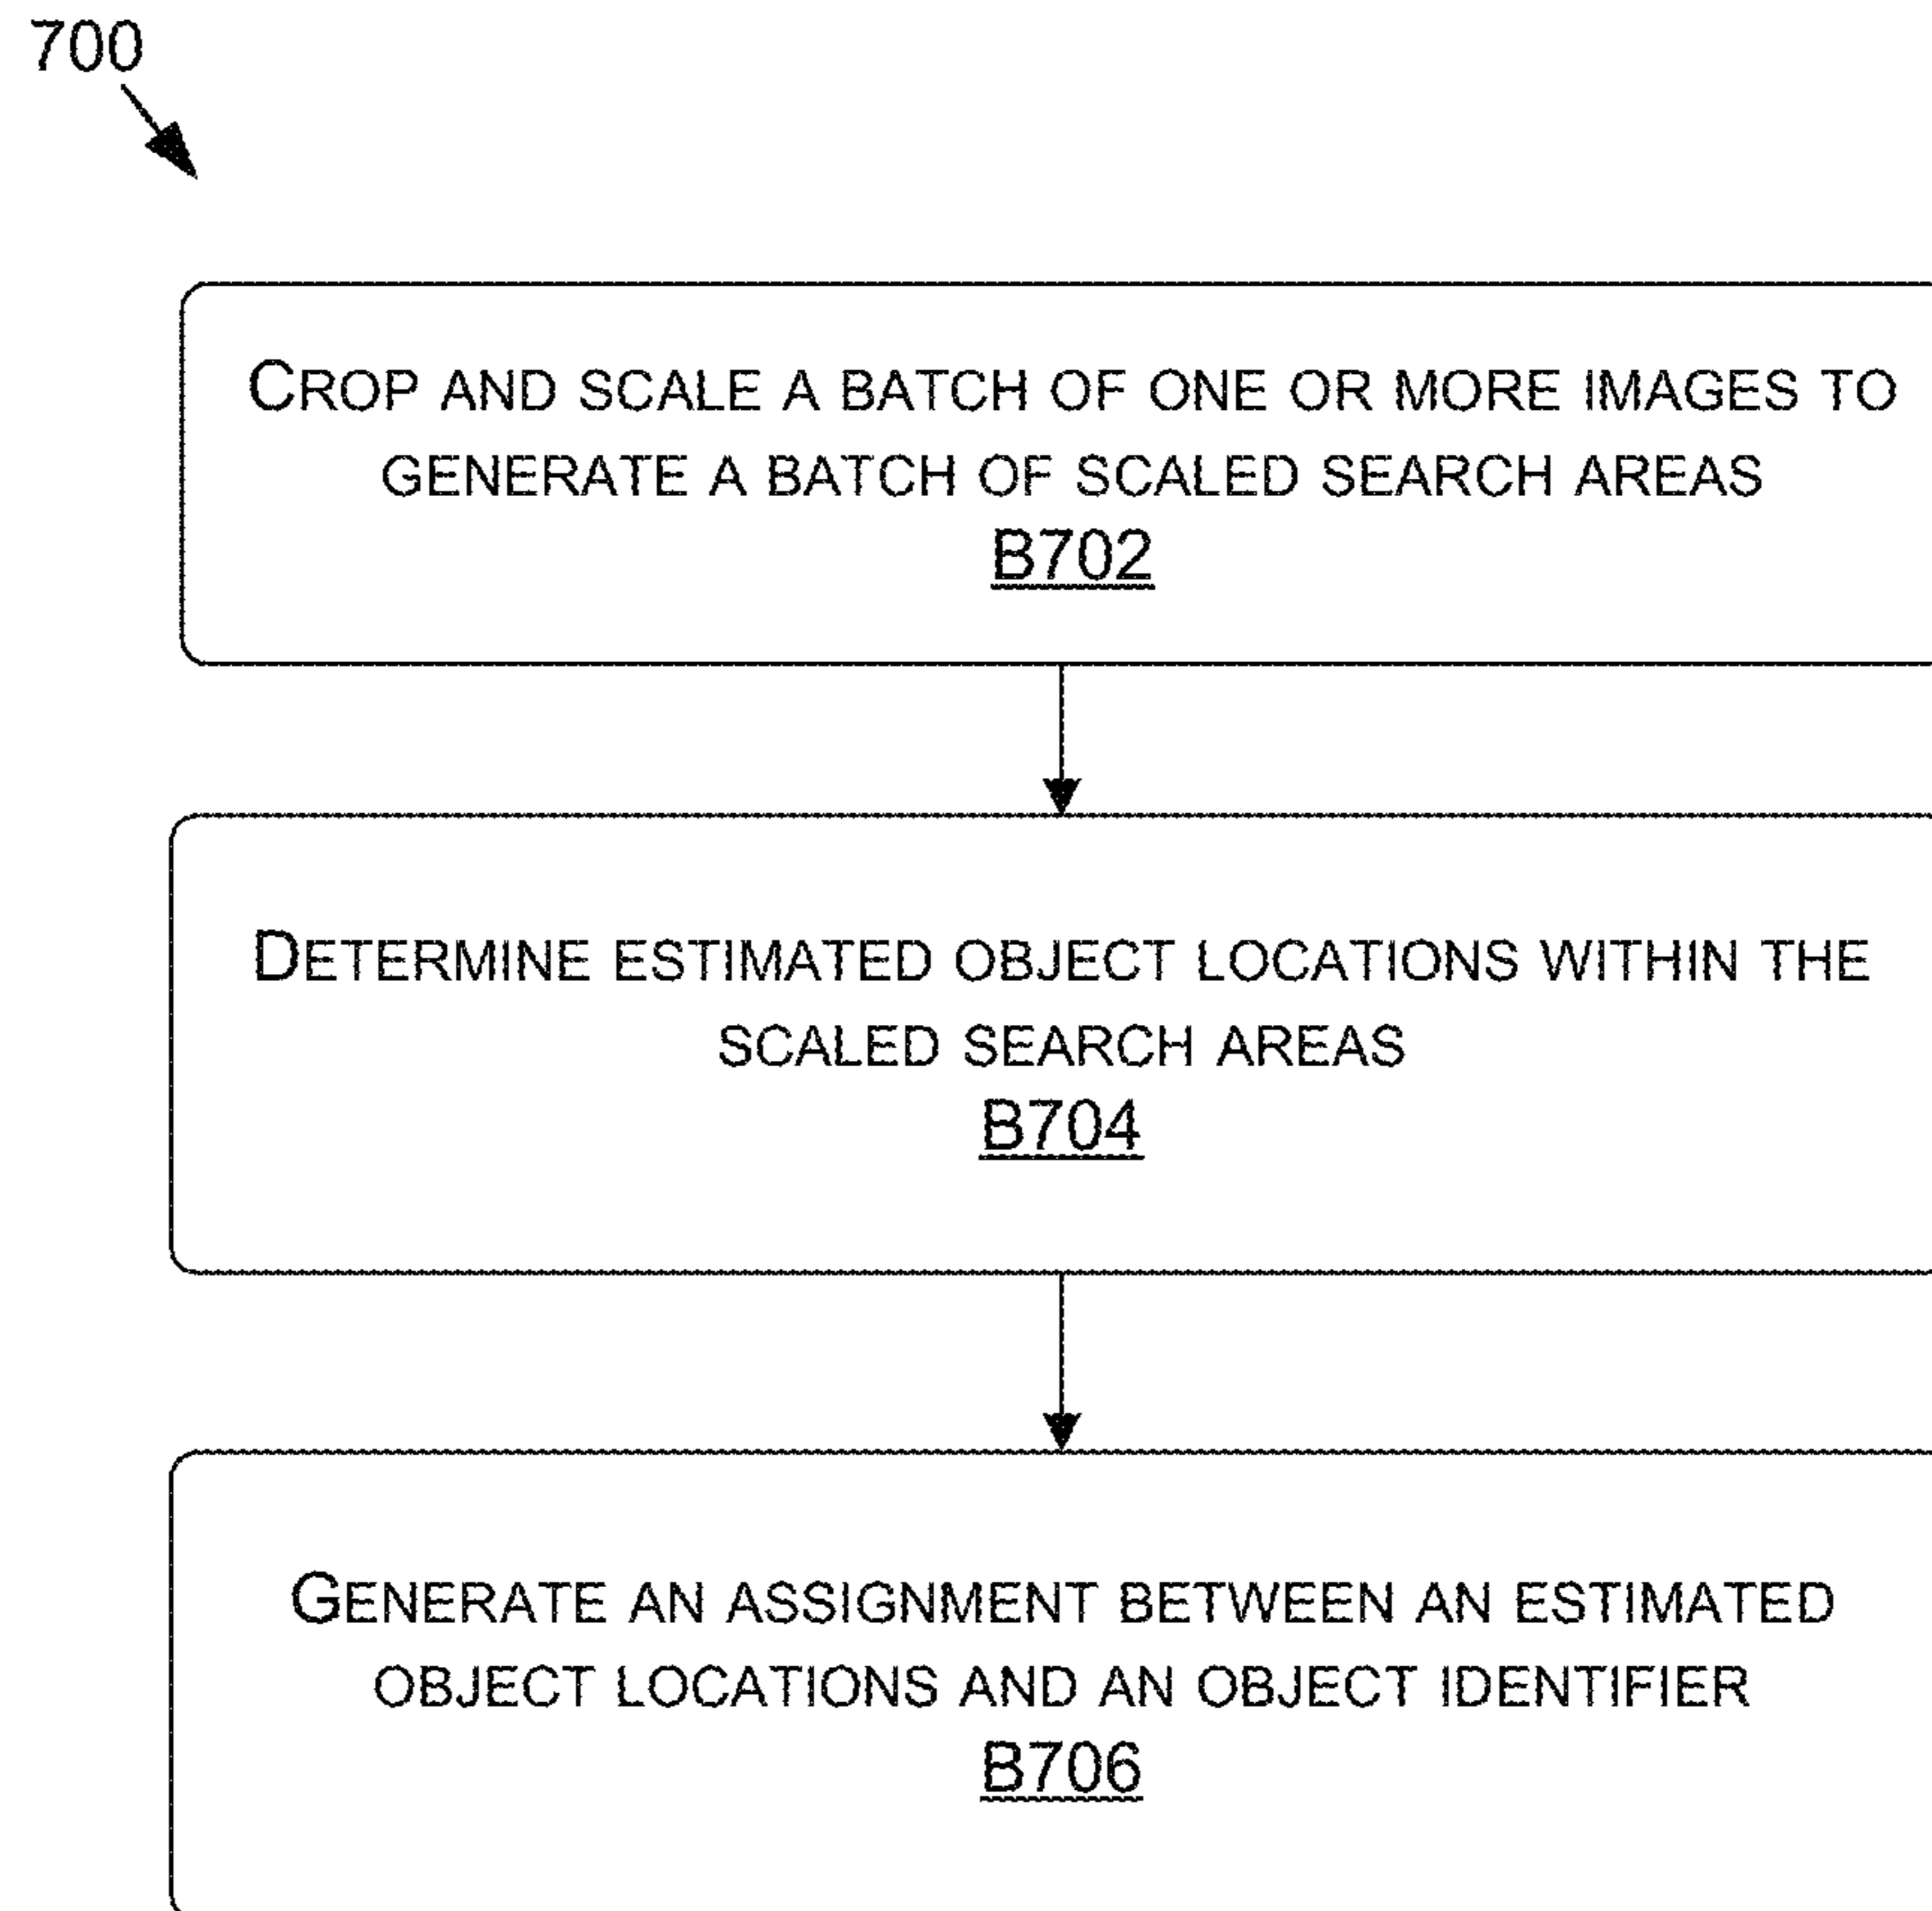 700
CROP AND SCALE A BATCH OF ONE OR MORE IMAGES TO
GENERATE A BATCH OF SCALED SEARCH AREAS
B702
DETERMINE ESTIMATED OBJECT LOCATIONS WITHIN THE
SCALED SEARCH AREAS
B704
GENERATE AN ASSIGNMENT BETWEEN AN ESTIMATED
OBJECT LOCATIONS AND AN OBJECT IDENTIFIER
B706